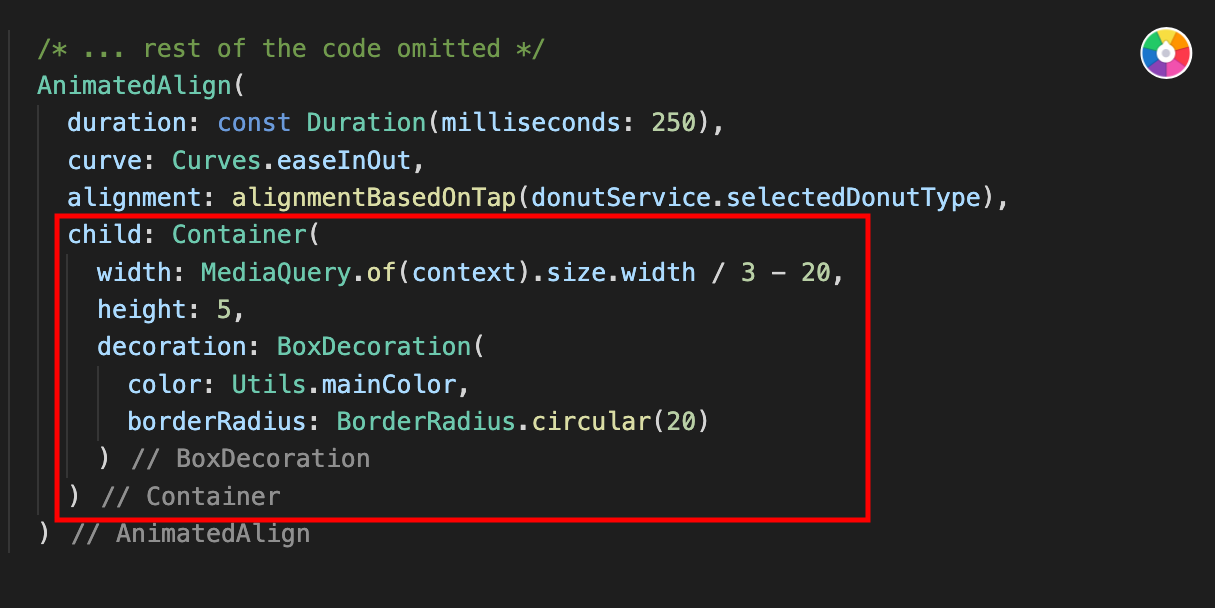 /* ... rest of the code omitted */
AnimatedAlign(
duration: const Duration(milliseconds: 250),
curve: Curves.easeInOut,
alignment: alignmentBasedOnTap(donutService.selectedDonutType),
child: Container(
width: MediaQuery.of(context).size.width / 3 - 20,
height: 5,
decoration: BoxDecoration(
color: Utils.mainColor,
borderRadius: BorderRadius.circular(20)
) // BoxDecoration
) // Container
) // AnimatedAlign